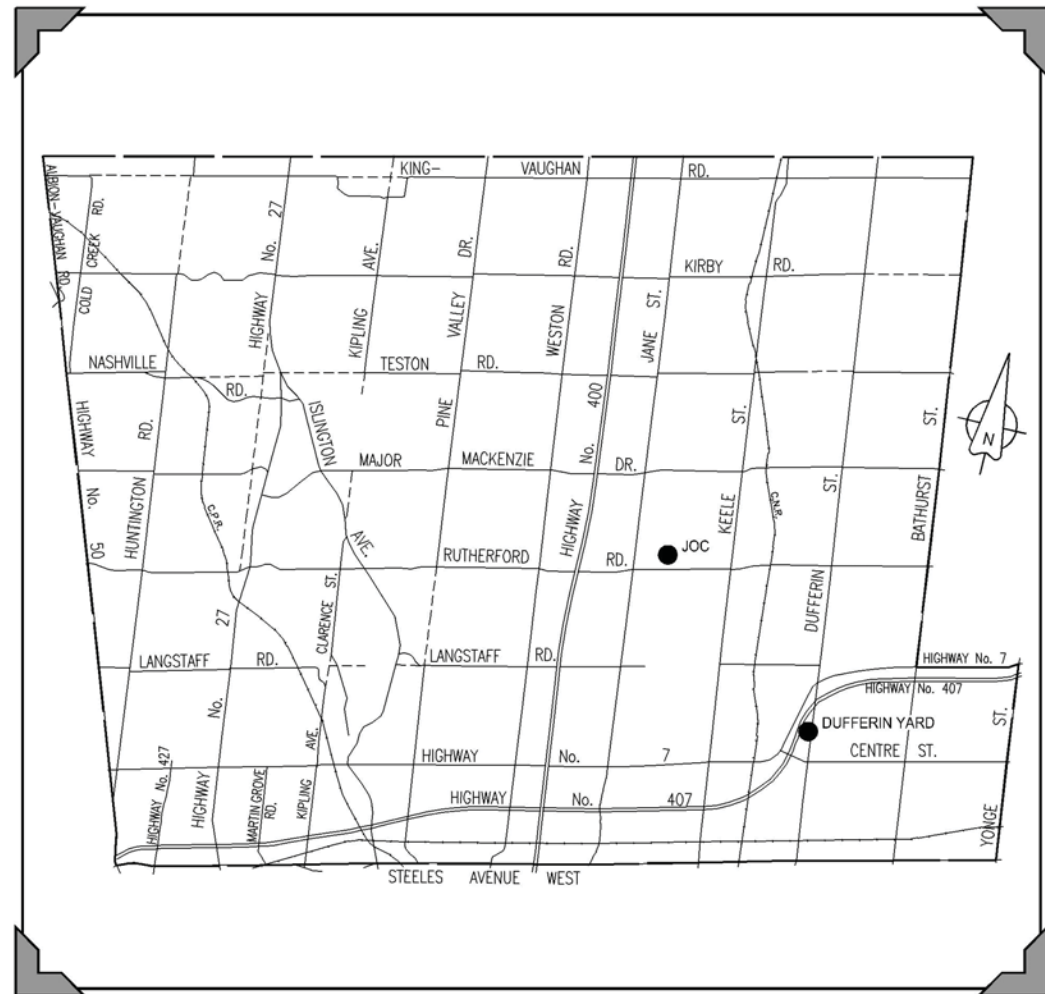 KING- VAUGHAN RD.
ALBION-VAUGHAN RD
COLD CREEK RD.
HIGHWAY No. 27
KIPLING AVE.
PINE VALLEY DR.
WESTON RD.
KIRBY RD.
JANE ST.
NASHVILLE RD.
TESTON RD.
HIGHWAY No. 50
HUNTINGTON RD.
ISLINGTON AVE.
HIGHWAY No. 400
KEELE ST.
C.N.R.
DUFFERIN ST.
BATHURST ST.
N
MAJOR MACKENZIE DR.
C.P.R.
JOC
RUTHERFORD RD.
CLARENCE ST.
LANGSTAFF RD.
LANGSTAFF RD.
HIGHWAY No. 7
HIGHWAY No. 407
DUFFERIN YARD
CENTRE ST.
HIGHWAY No. 7
HIGHWAY No. 427
HIGHWAY No. 27
MARTIN GROVE RD.
KIPLING AVE.
HIGHWAY No. 407
YONGE ST.
STEELES AVENUE WEST